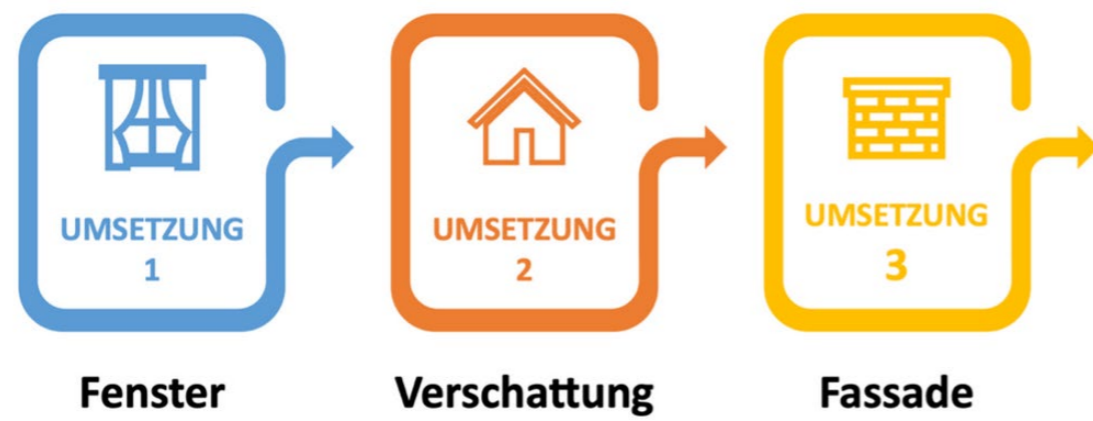 UMSETZUNG
1
UMSETZUNG
2
UMSETZUNG
3
Fenster
Verschattung
Fassade